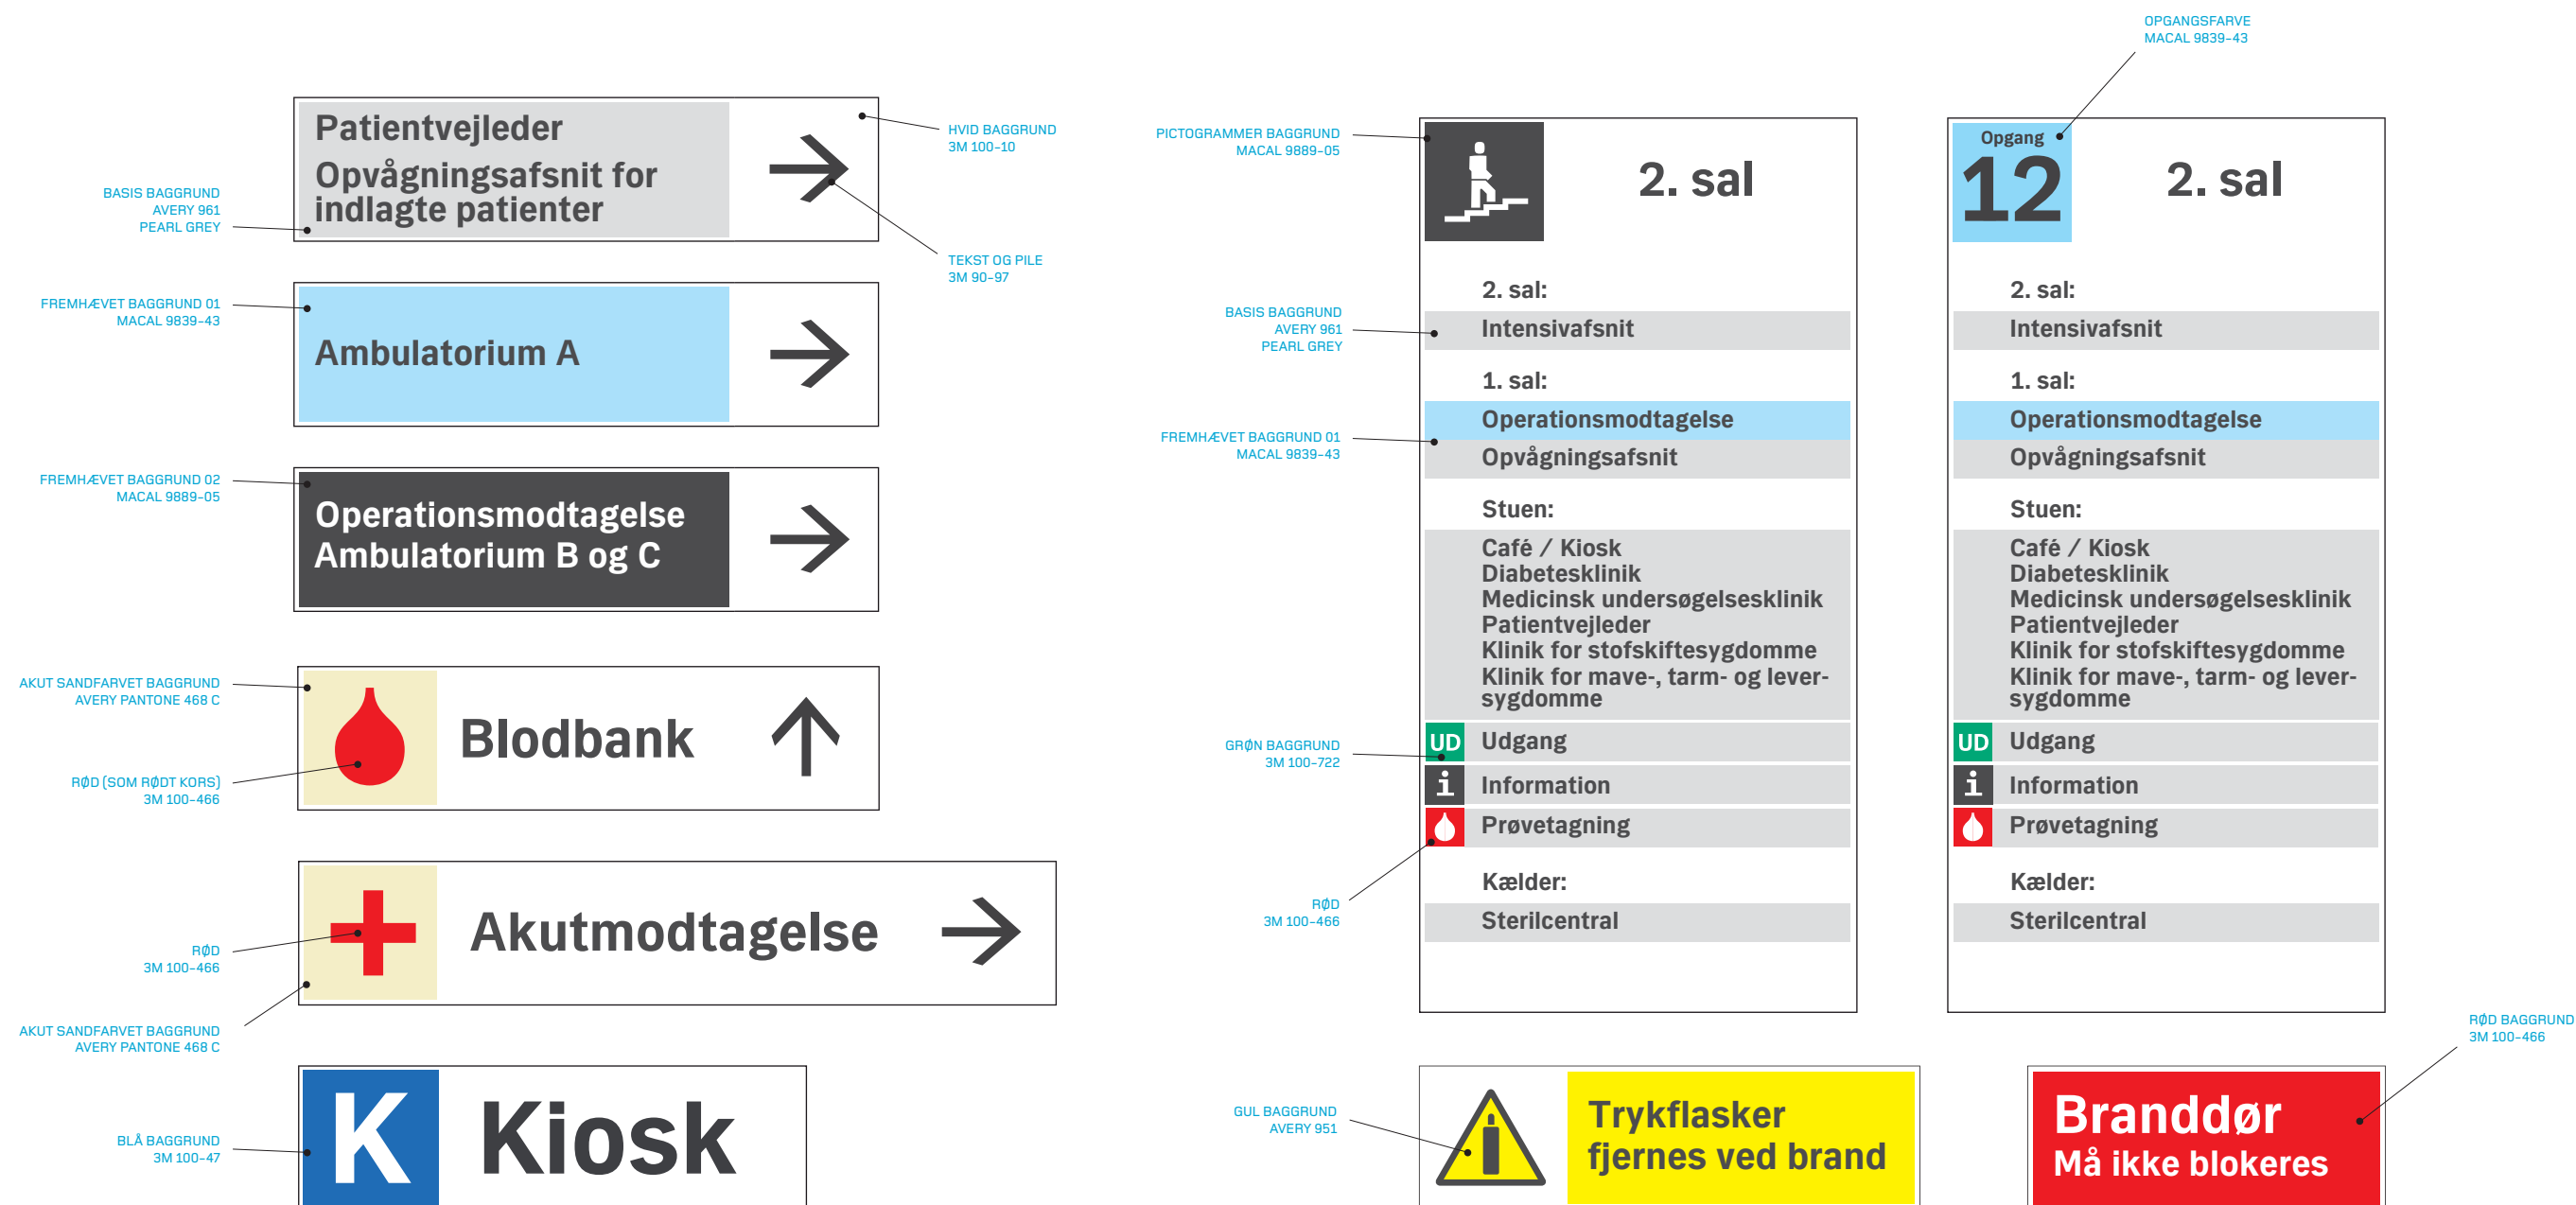 OPGANGSFARVE
MACAL 9839-43
Patientvejleder
Opvågningsafsnit for
indlagte patienter
HVID BAGGRUND
3M 100-10
BASIS BAGGRUND
AVERY 961
PEARL GREY
TEKST OG PILE
3M 90-97
FREMHÆVET BAGGRUND 01
MACAL 9839-43
Ambulatorium A
FREMHÆVET BAGGRUND 02
MACAL 9889-05
Operationsmodtagelse
Ambulatorium B og C
AKUT SANDFARVET BAGGRUND
AVERY PANTONE 468 C
Blodbank
RØD (SOM RØDT KORS)
3M 100-466
Akutmodtagelse
RØD
3M 100-466
AKUT SANDFARVET BAGGRUND
AVERY PANTONE 468 C
K
Kiosk
BLÅ BAGGRUND
3M 100-47
PICTOGRAMMER BAGGRUND
MACAL 9889-05
2. sal
BASIS BAGGRUND
AVERY 961
PEARL GREY
2. sal:
Intensivafsnit
1. sal:
Operationsmodtagelse
FREMHÆVET BAGGRUND 01
MACAL 9839-43
Opvågningsafsnit
Stuen:
Café / Kiosk
Diabetesklinik
Medicinsk undersøgelsesklinik
Patientvejleder
Klinik for stofskiftesygdomme
Klinik for mave-, tarm- og lever-
sygdomme
GRØN BAGGRUND
3M 100-722
UD Udgang
i Information
Prøvetagning
RØD
3M 100-466
Kælder:
Sterilcentral
Opgang
12
2. sal
2. sal:
Intensivafsnit
1. sal:
Operationsmodtagelse
Opvågningsafsnit
Stuen:
Café / Kiosk
Diabetesklinik
Medicinsk undersøgelsesklinik
Patientvejleder
Klinik for stofskiftesygdomme
Klinik for mave-, tarm- og lever-
sygdomme
UD Udgang
i Information
Prøvetagning
Kælder:
Sterilcentral
GUL BAGGRUND
AVERY 951
Trykflasker
fjernes ved brand
RØD BAGGRUND
3M 100-466
Branddør
Må ikke blokeres